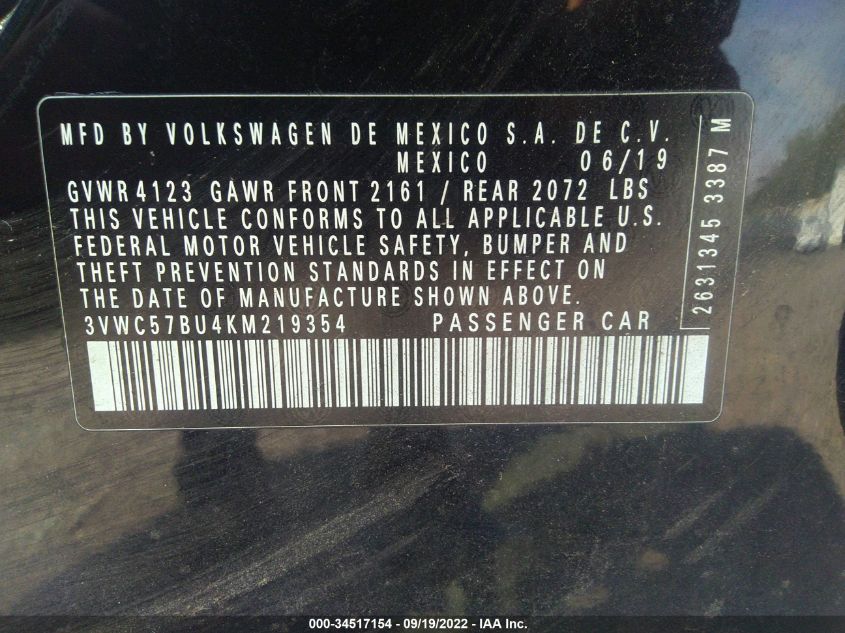 MFD BY VOLKSWAGEN DE MEXICO S.A. DE C.V.
MEXICO 06/19
GVWR 4123 GAWR FRONT 2161 / REAR 2072 LBS
THIS VEHICLE CONFORMS TO ALL APPLICABLE U.S.
FEDERAL MOTOR VEHICLE SAFETY, BUMPER AND
THEFT PREVENTION STANDARDS IN EFFECT ON
THE DATE OF MANUFACTURE SHOWN ABOVE.
3VWC57BU4KM219354 PASSENGER CAR
2631345 3387 M
000-34517154 - 09/19/2022 - IAA Inc.